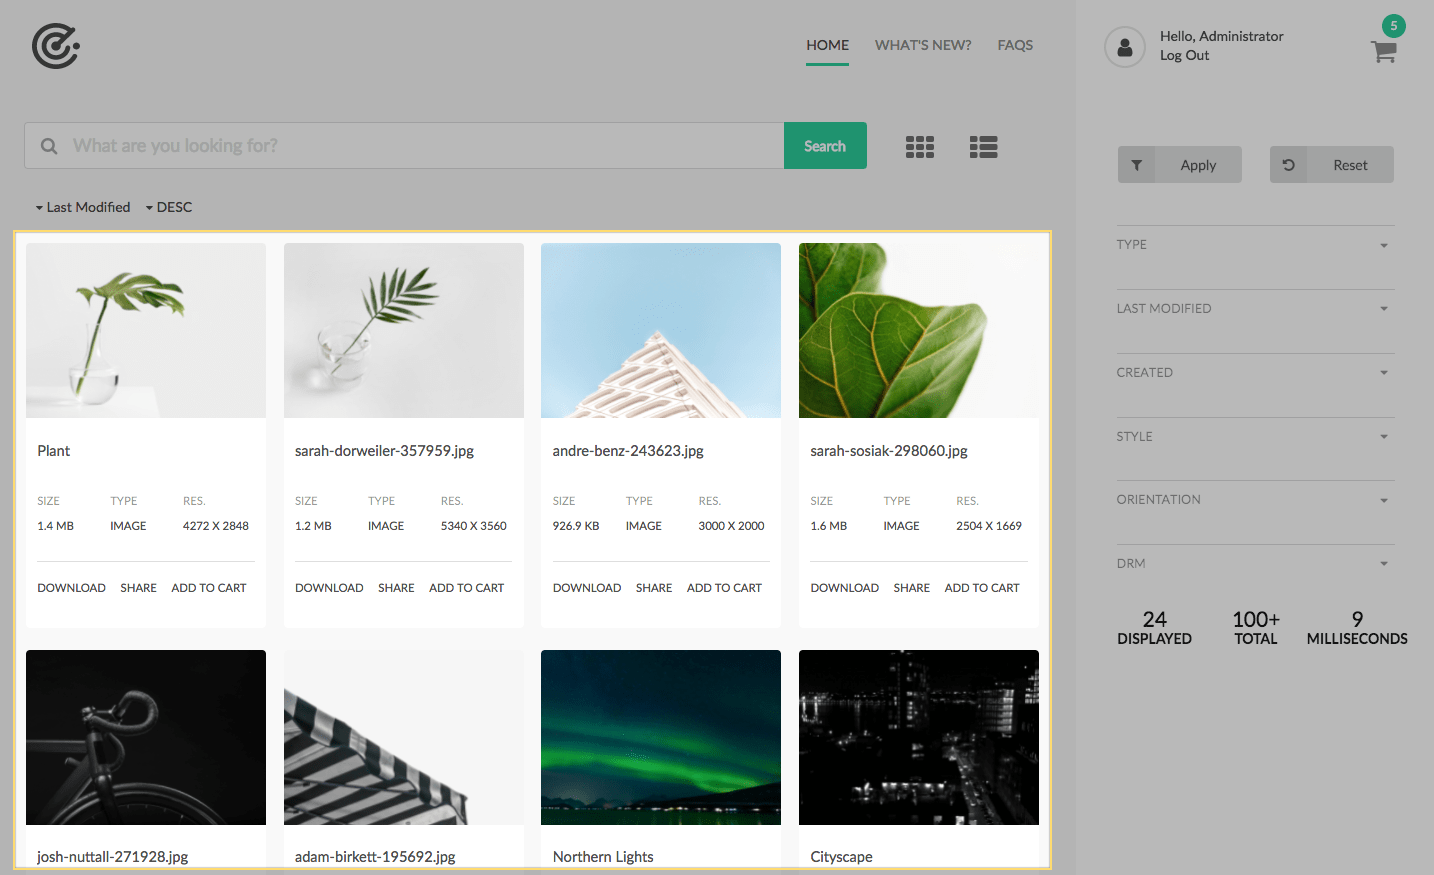 HOME WHAT'S NEW? FAQS
Hello, Administrator
Log Out
5
What are you looking for?
Search
Apply
Reset
Last Modified DESC
TYPE
LAST MODIFIED
CREATED
STYLE
ORIENTATION
DRM
24 100+ 9
DISPLAYED TOTAL MILLISECONDS
Plant
SIZE TYPE RES.
1.4 MB IMAGE 4272 X 2848
DOWNLOAD SHARE ADD TO CART
sarah-dorweiler-357959.jpg
SIZE TYPE RES.
1.2 MB IMAGE 5340 X 3560
DOWNLOAD SHARE ADD TO CART
andre-benz-243623.jpg
SIZE TYPE RES.
926.9 KB IMAGE 3000 X 2000
DOWNLOAD SHARE ADD TO CART
sarah-sosiak-298060.jpg
SIZE TYPE RES.
1.6 MB IMAGE 2504 X 1669
DOWNLOAD SHARE ADD TO CART
josh-nuttall-271928.jpg
adam-birkett-195692.jpg
Northern Lights
Cityscape